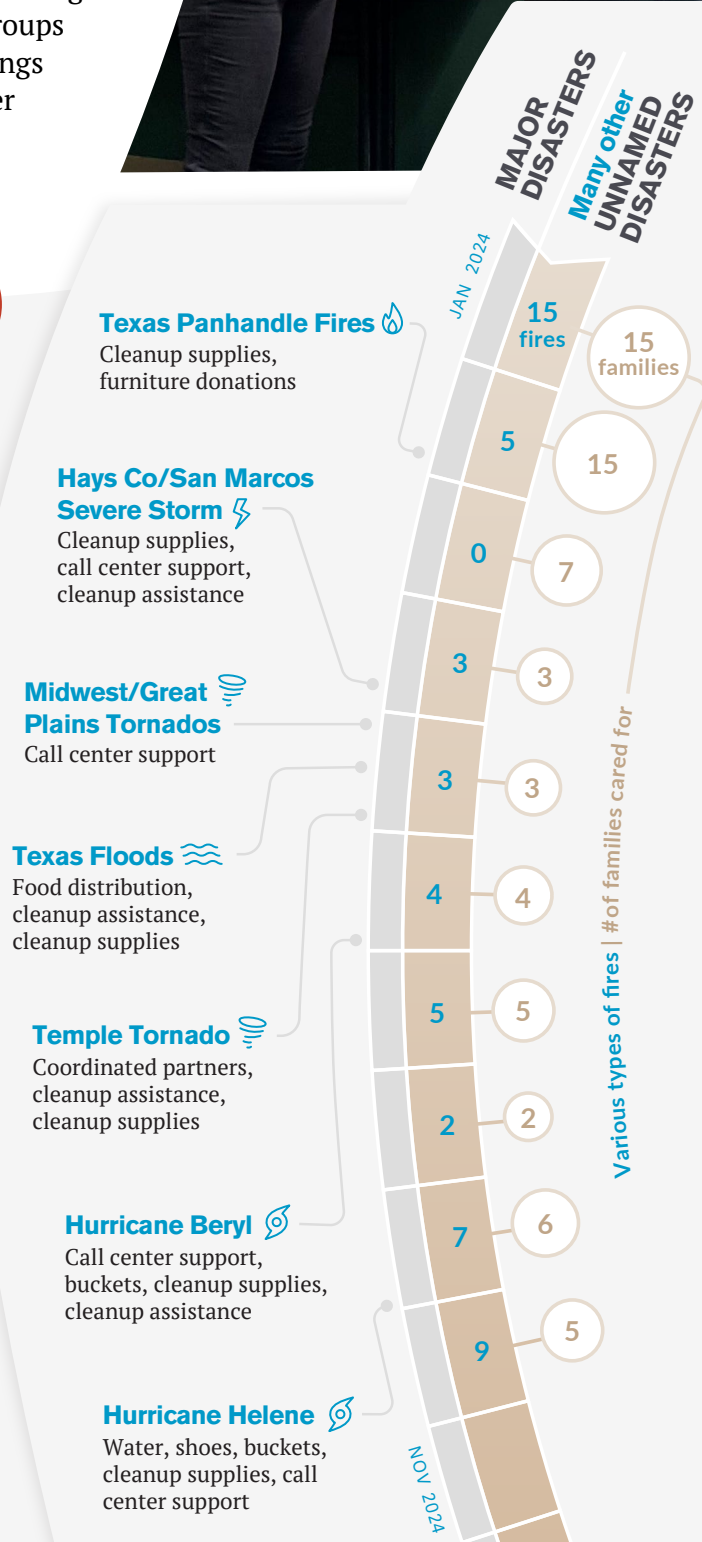 roups
ngs
er
MAJOR
DISASTERS
Many other
UNNAMED
DISASTERS
JAN 2024
15
fires
15
families
Texas Panhandle Fires
Cleanup supplies,
furniture donations
5
15
Hays Co/San Marcos
Severe Storm
Cleanup supplies,
call center support,
cleanup assistance
0
7
3
3
Midwest/Great
Plains Tornados
Call center support
3
3
Texas Floods
Food distribution,
cleanup assistance,
cleanup supplies
4
4
Various types of fires | # of families cared for
5
5
Temple Tornado
Coordinated partners,
cleanup assistance,
cleanup supplies
2
2
Hurricane Beryl
Call center support,
buckets, cleanup supplies,
cleanup assistance
7
6
9
5
Hurricane Helene
Water, shoes, buckets,
cleanup supplies, call
center support
NOV 2024